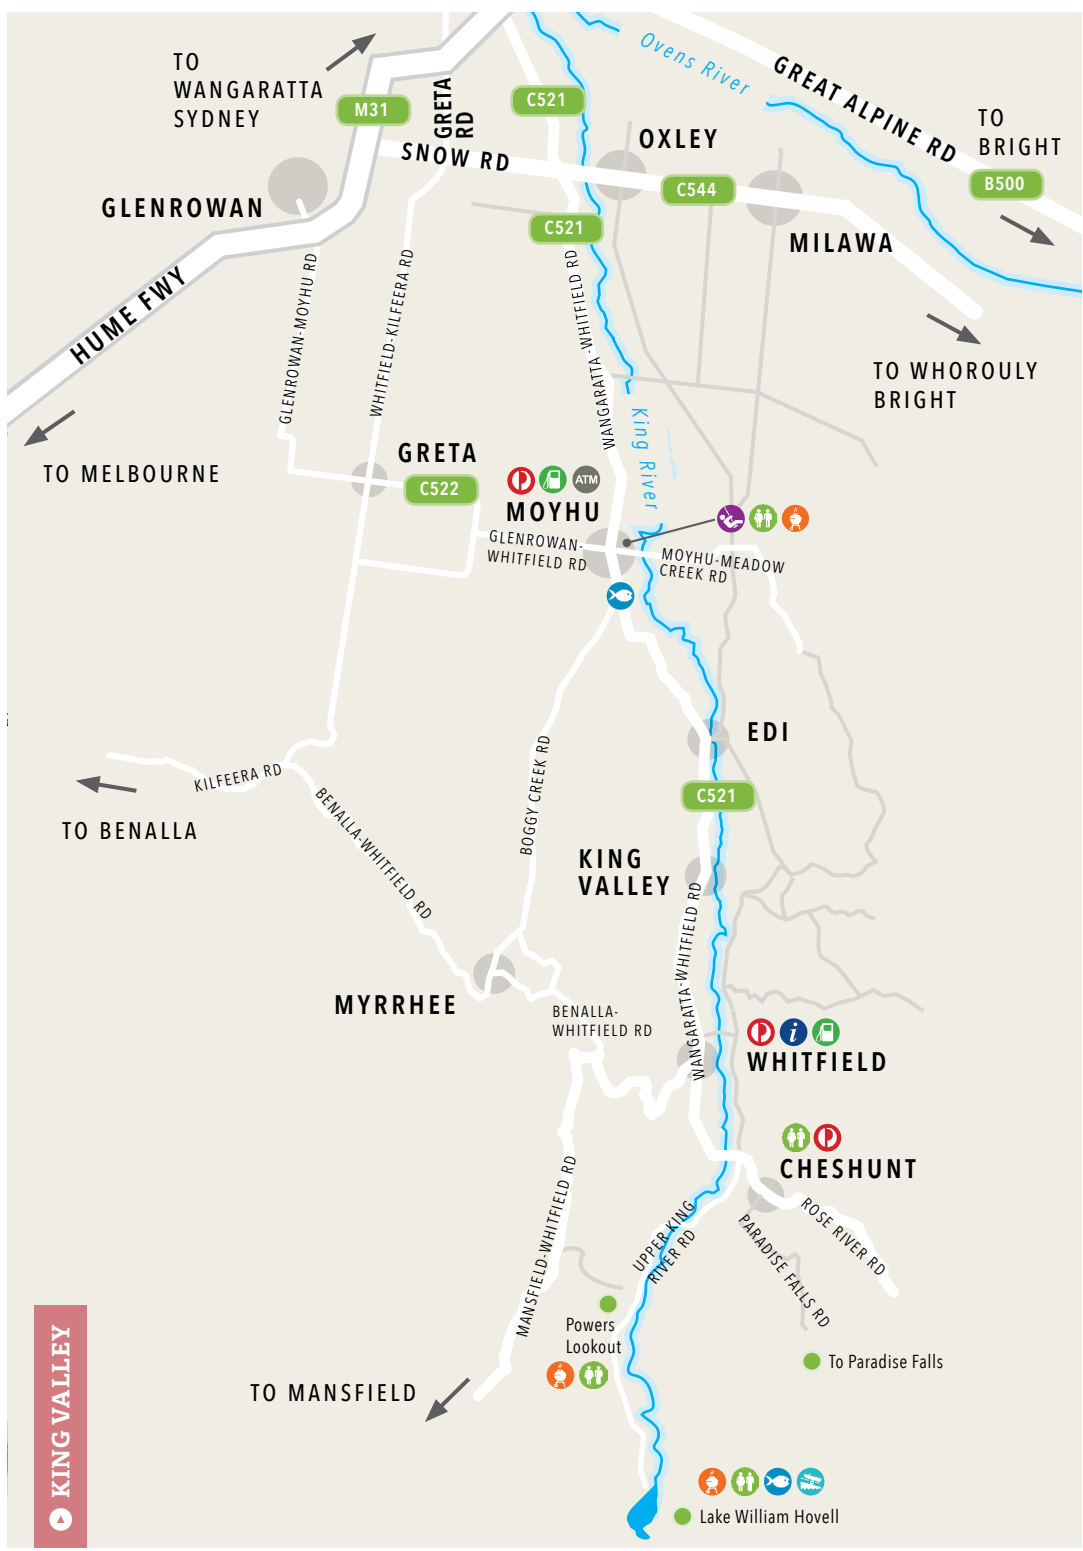 TO
WANGARATTA
SYDNEY
M31
GRETA
RD
C521
Ovens River
GREAT ALPINE RD
TO
BRIGHT
B500
OXLEY
SNOW RD
C544
GLENROWAN
C521
MILAWA
HUME FWY
GLENROWAN-MOYHU RD
WHITFIELD-KILFEERA RD
WANGARATTA-WHITFIELD RD
TO WHOROULY
BRIGHT
King River
TO MELBOURNE
GRETA
C522
ATM
MOYHU
GLENROWAN-
WHITFIELD RD
MOYHU-MEADOW
CREEK RD
EDI
C521
KILFEERA RD
TO BENALLA
BENALLA-WHITFIELD RD
BOGGY CREEK RD
KING
VALLEY
WANGARATTA-WHITFIELD RD
MYRRHEE
BENALLA-
WHITFIELD RD
i
WHITFIELD
CHESHUNT
MANSFIELD-WHITFIELD RD
UPPER KING
RIVER RD
PARADISE FALLS RD
ROSE RIVER RD
Powers
Lookout
To Paradise Falls
TO MANSFIELD
KING VALLEY
Lake William Hovell